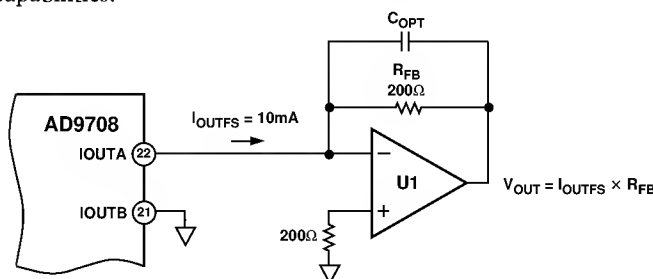 C_OPT
R_FB
200Ω
AD9708
I_OUTFS = 10mA
IOUTA 22
U1
V_OUT = I_OUTFS × R_FB
IOUTB 21
200Ω
−
+